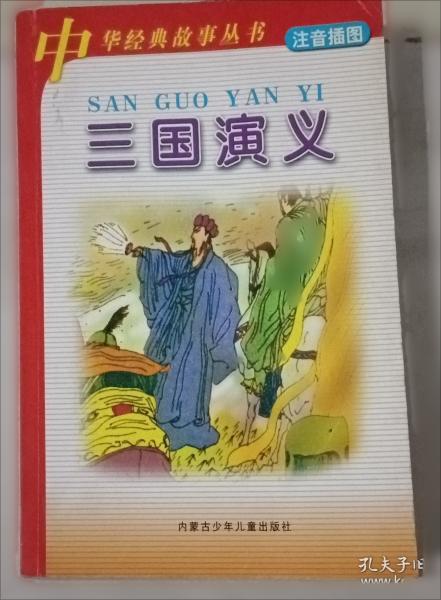 中华经典故事丛书
注音插图
SAN GUO YAN YI
三国演义
内蒙古少年儿童出版社
孔夫子旧